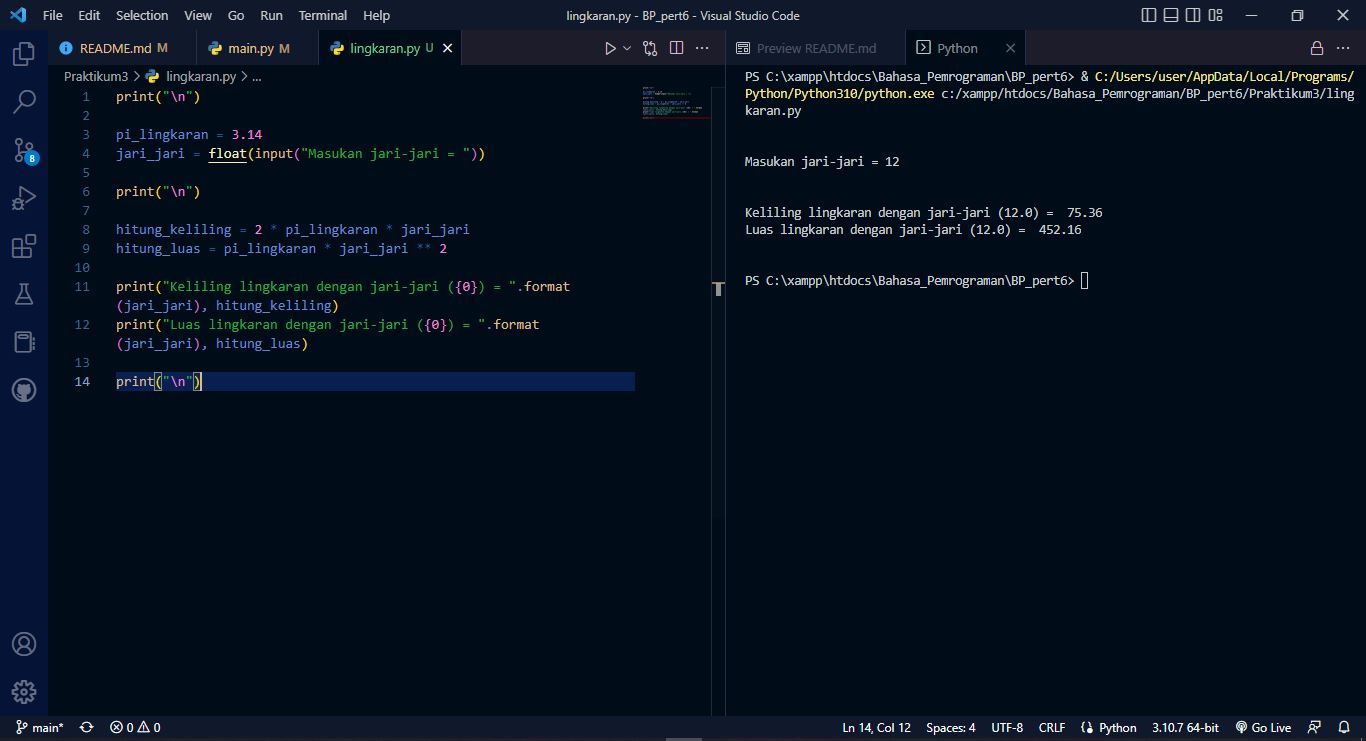 File Edit Selection View Go Run Terminal Help lingkaran.py - BP_pert6 - Visual Studio Code
README.md M main.py M lingkaran.py U
Praktikum3 > lingkaran.py > ...
1 print("\n")
2
3 pi_lingkaran = 3.14
4 jari_jari = float(input("Masukan jari-jari = "))
5
6 print("\n")
7
8 hitung_keliling = 2 * pi_lingkaran * jari_jari
9 hitung_luas = pi_lingkaran * jari_jari ** 2
10
11 print("Keliling lingkaran dengan jari-jari ({0}) = ".format
(jari_jari), hitung_keliling)
12 print("Luas lingkaran dengan jari-jari ({0}) = ".format
(jari_jari), hitung_luas)
13
14 print("\n")
Preview README.md Python
PS C:\xampp\htdocs\Bahasa_Pemrograman\BP_pert6> & C:/Users/user/AppData/Local/Programs/
Python/Python310/python.exe c:/xampp/htdocs/Bahasa_Pemrograman/BP_pert6/Praktikum3/ling
karan.py
Masukan jari-jari = 12
Keliling lingkaran dengan jari-jari (12.0) =  75.36
Luas lingkaran dengan jari-jari (12.0) =  452.16
PS C:\xampp\htdocs\Bahasa_Pemrograman\BP_pert6>
8
main* 0 0 Ln 14, Col 12 Spaces: 4 UTF-8 CRLF Python 3.10.7 64-bit Go Live